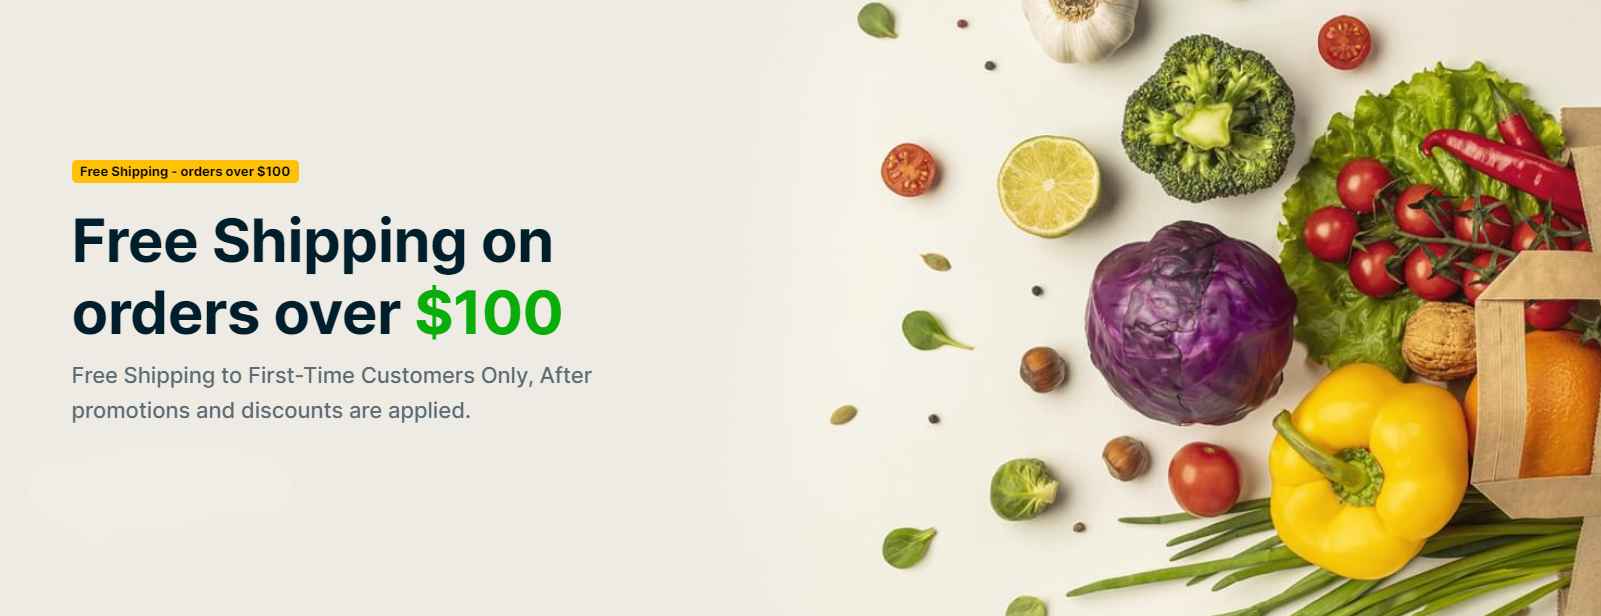 Free Shipping - orders over $100
Free Shipping on
orders over $100
Free Shipping to First-Time Customers Only, After
promotions and discounts are applied.